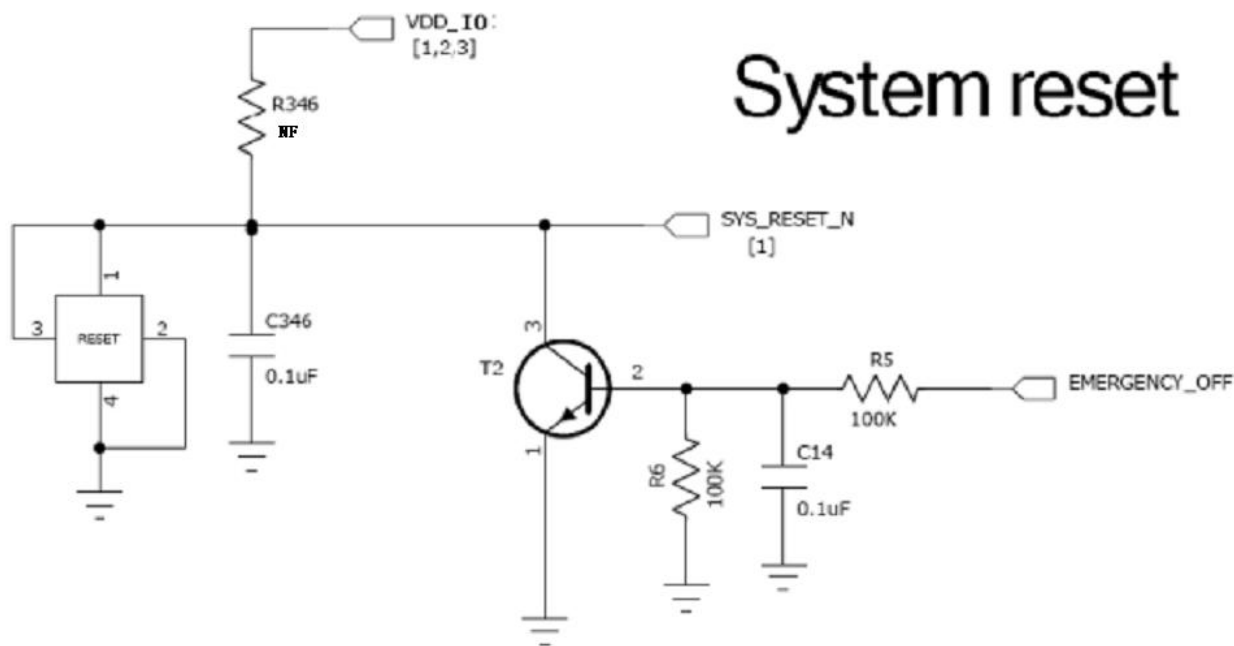 VDD_IO:
[1,2,3]
System reset
R346
NF
SYS_RESET_N
[1]
1
3
RESET
2
4
C346
0.1uF
3
T2
2
1
R5
100K
EMERGENCY_OFF
R6
100K
C14
0.1uF